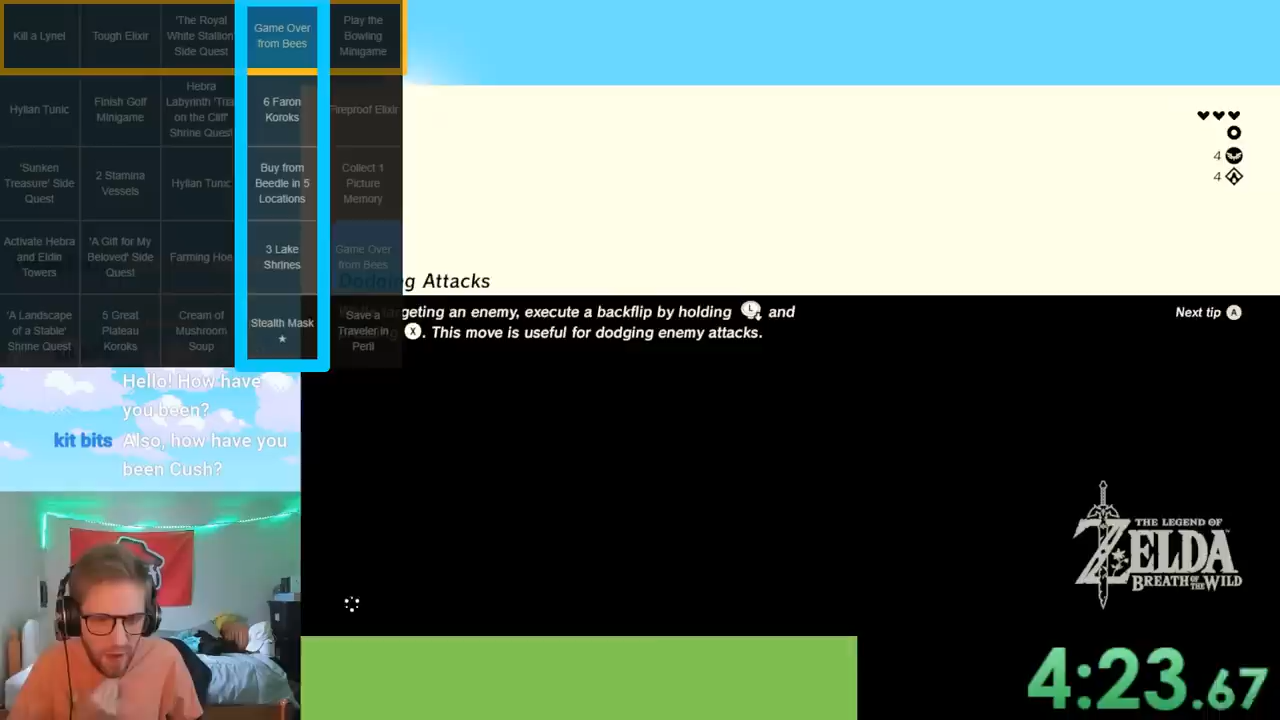 Kill a Lynel
Tough Elixir
'The Royal
White Stallion'
Side Quest
Game Over
from Bees
Play the
Bowling
Minigame
Hylian Tunic
Finish Golf
Minigame
Hebra
Labyrinth 'Tria
on the Cliff'
Shrine Quest
6 Faron
Koroks
Fireproof Elixir
'Sunken
Treasure' Side
Quest
2 Stamina
Vessels
Hylian Tunic
Buy from
Beedle in 5
Locations
Collect 1
Picture
Memory
Activate Hebra
and Eldin
Towers
'A Gift for My
Beloved' Side
Quest
Farming Hoe
3 Lake
Shrines
Game Over
from Bees
'A Landscape
of a Stable'
Shrine Quest
5 Great
Plateau
Koroks
Cream of
Mushroom
Soup
Stealth Mask
★
Save a
Traveler in
Peril
4
4
Dodging Attacks
geting an enemy, execute a backflip by holding L and
X. This move is useful for dodging enemy attacks.
Next tip A
Hello! How have
you been?
kit bits Also, how have you
been Cush?
THE LEGEND OF
ZELDA
BREATH OF THE WILD
4:23.67